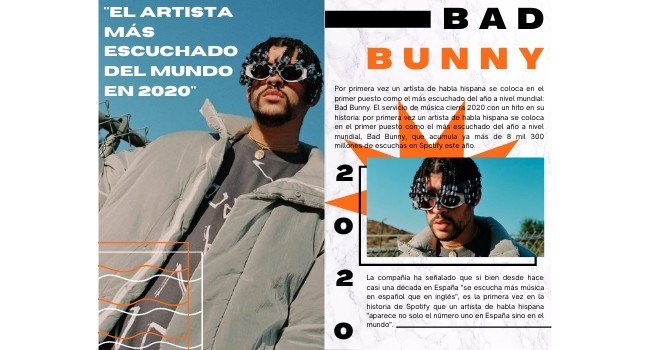 "EL ARTISTA
MÁS
ESCUCHADO
DEL MUNDO
EN 2020"
BAD
BUNNY
Por primera vez un artista de habla hispana se coloca en el
primer puesto como el más escuchado del año a nivel mundial:
Bad Bunny. El servicio de música cierra 2020 con un hito en su
historia: por primera vez un artista de habla hispana se coloca
en el primer puesto como el más escuchado del año a nivel
mundial, Bad Bunny, que acumula ya más de 8 mil 300
millones de escuchas en Spotify este año.
2
0
2
0
La compañía ha señalado que si bien desde hace
casi una década en España "se escucha más música
en español que en inglés", es la primera vez en la
historia de Spotify que un artista de habla hispana
"aparece no solo el número uno en España sino en el
mundo".